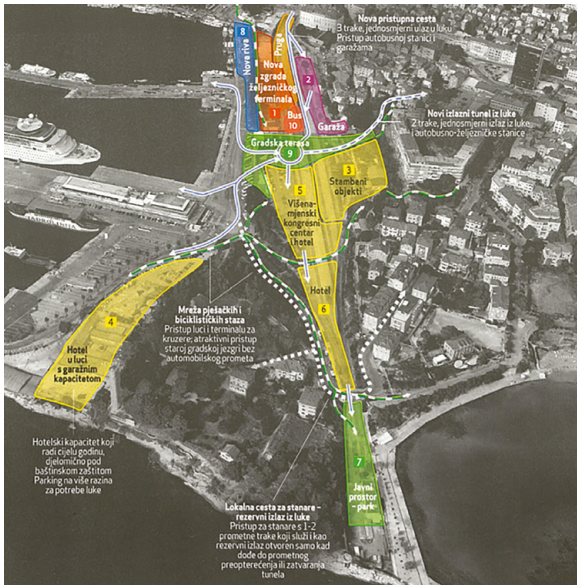 Nova pristupna cesta
3 trake, jednosmjerni ulaz u luku
Pristup autobusnoj stanici i
garažama
8
Nova riva
Pruga
Nova
zgrada
željezničkog
terminala
1
2
Bus
10
Garaža
Novi izlazni tunel iz luke
2 trake, jednosmjerni izlaz iz luke
i autobusno-željezničke stanice
Gradska terasa
9
3
Stambeni
objekti
5
Višena-
mjenski
kongresni
centar
i hotel
Hotel
6
Mreža pješačkih i
biciklističkih staza
Pristup luci i terminalu za
kruzere; atraktivni pristup
staroj gradskoj jezgri bez
automobilskog prometa
4
Hotel
u luci
s garažnim
kapacitetom
Hotelski kapacitet koji
radi cijelu godinu,
djelomično pod
baštinskom zaštitom
Parking na više razina
za potrebe luke
7
Javni
prostor
– park
Lokalna cesta za stanare –
rezervni izlaz iz luke
Pristup za stanare s 1-2
prometne trake koji služi i kao
rezervni izlaz otvoren samo kad
dođe do prometnog
preopterećenja ili zatvaranja
tunela